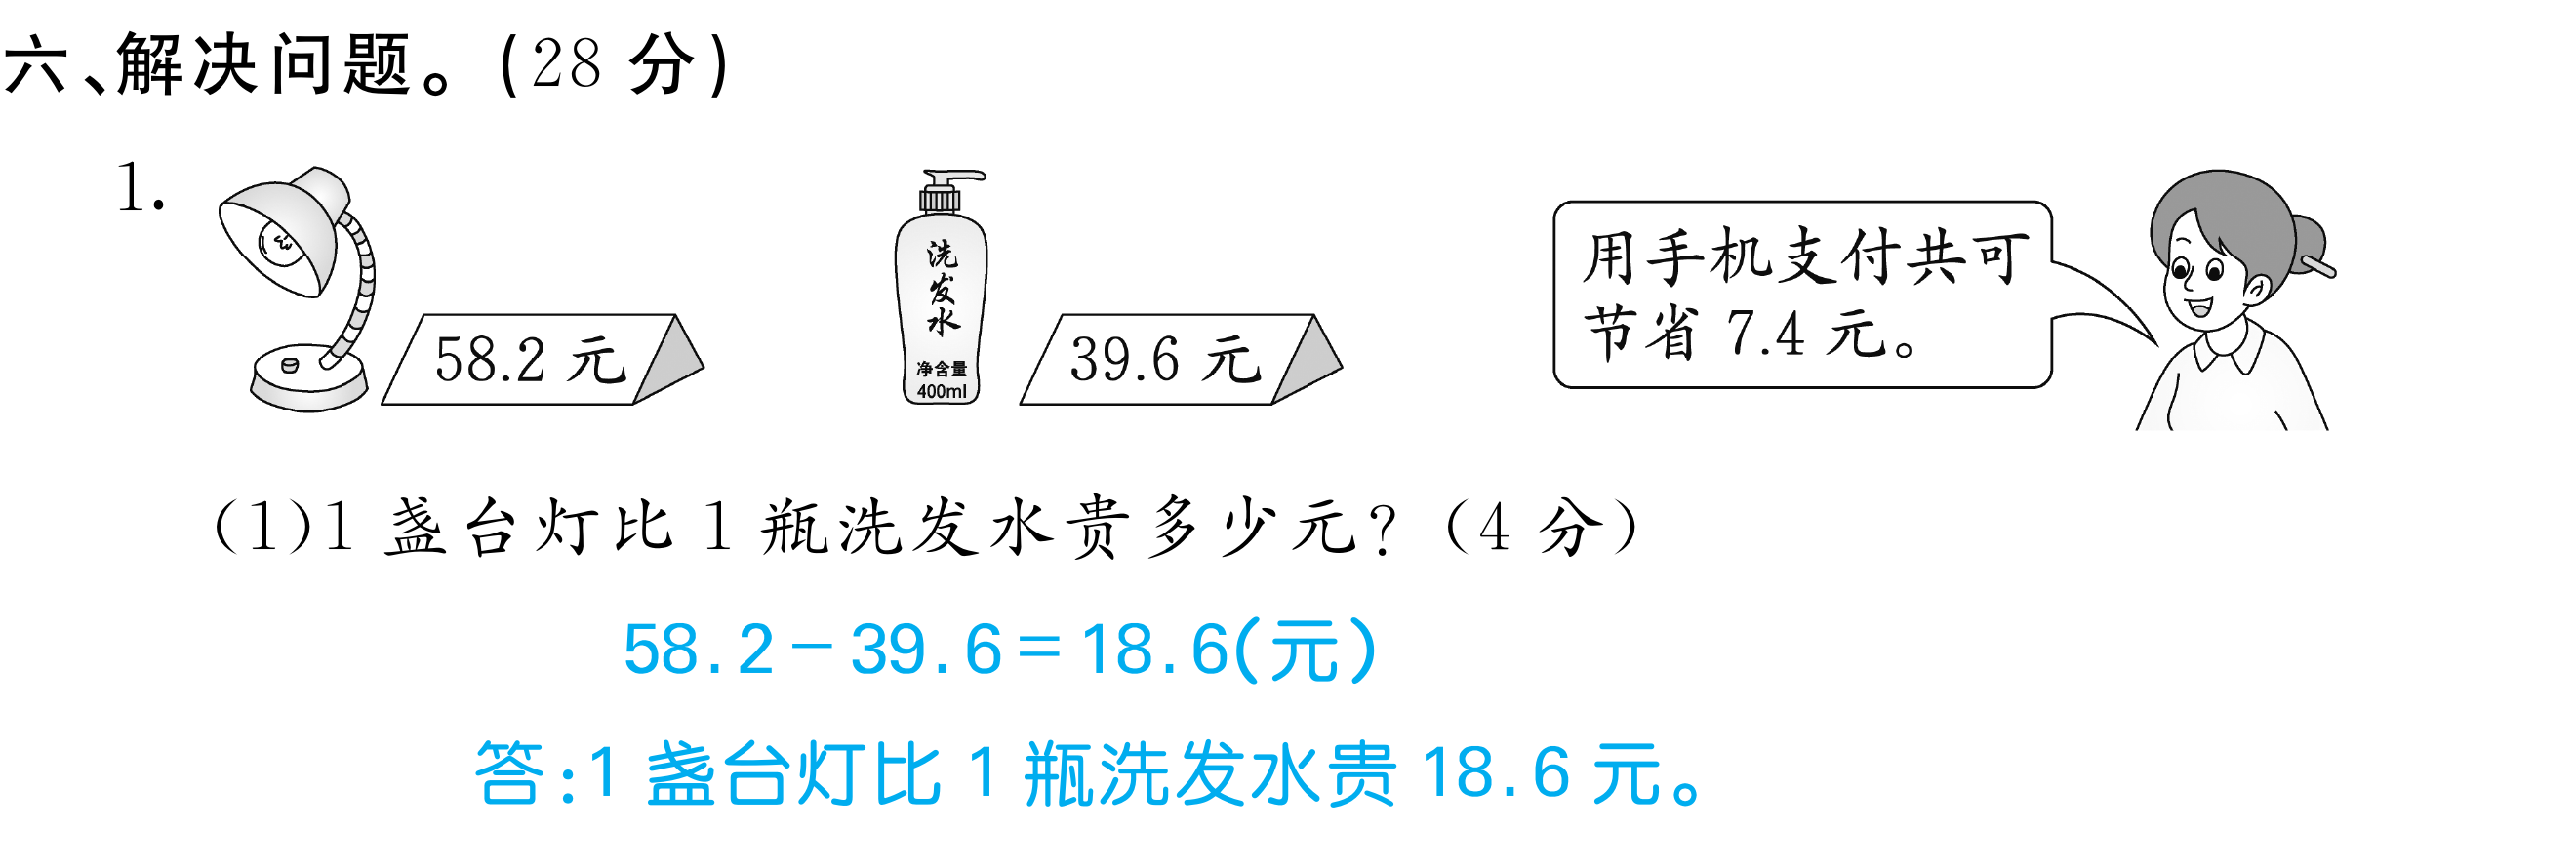 六、解决问题。(28 分)
1.
洗发水
净含量
400ml
58.2 元
39.6 元
用手机支付共可
节省 7.4 元。
(1)1 盏台灯比 1 瓶洗发水贵多少元？(4 分)
58.2－39.6＝18.6(元)
答:1 盏台灯比 1 瓶洗发水贵 18.6 元。